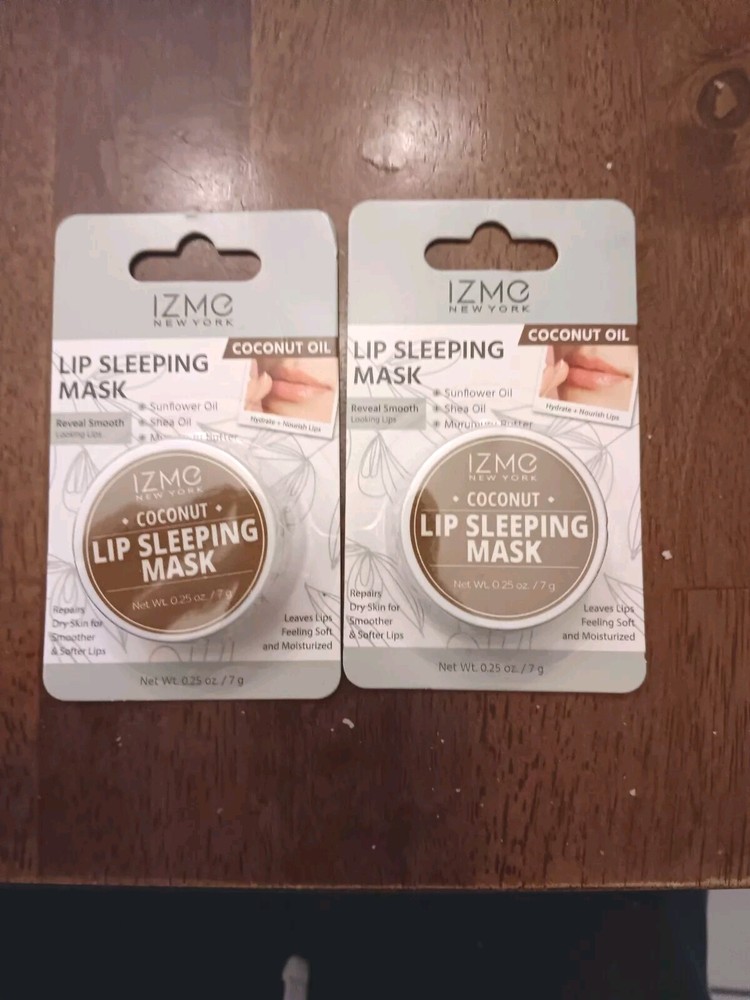 IZME
NEW YORK
COCONUT OIL
LIP SLEEPING
MASK
Sunflower Oil
Shea Oil
Reveal Smooth
Looking Lips
Hydrate + Nourish Lips
IZME
NEW YORK
• COCONUT •
LIP SLEEPING
MASK
Net Wt. 0.25 oz. / 7 g
Repairs
Dry Skin for
Smoother
& Softer Lips
Leaves Lips
Feeling Soft
and Moisturized
Net Wt. 0.25 oz. / 7 g
IZME
NEW YORK
COCONUT OIL
LIP SLEEPING
MASK
Sunflower Oil
Shea Oil
Murumuru Butter
Reveal Smooth
Looking Lips
Hydrate + Nourish Lips
IZME
NEW YORK
• COCONUT •
LIP SLEEPING
MASK
Net Wt. 0.25 oz. / 7 g
Repairs
Dry Skin for
Smoother
& Softer Lips
Leaves Lips
Feeling Soft
and Moisturized
Net Wt. 0.25 oz. / 7 g